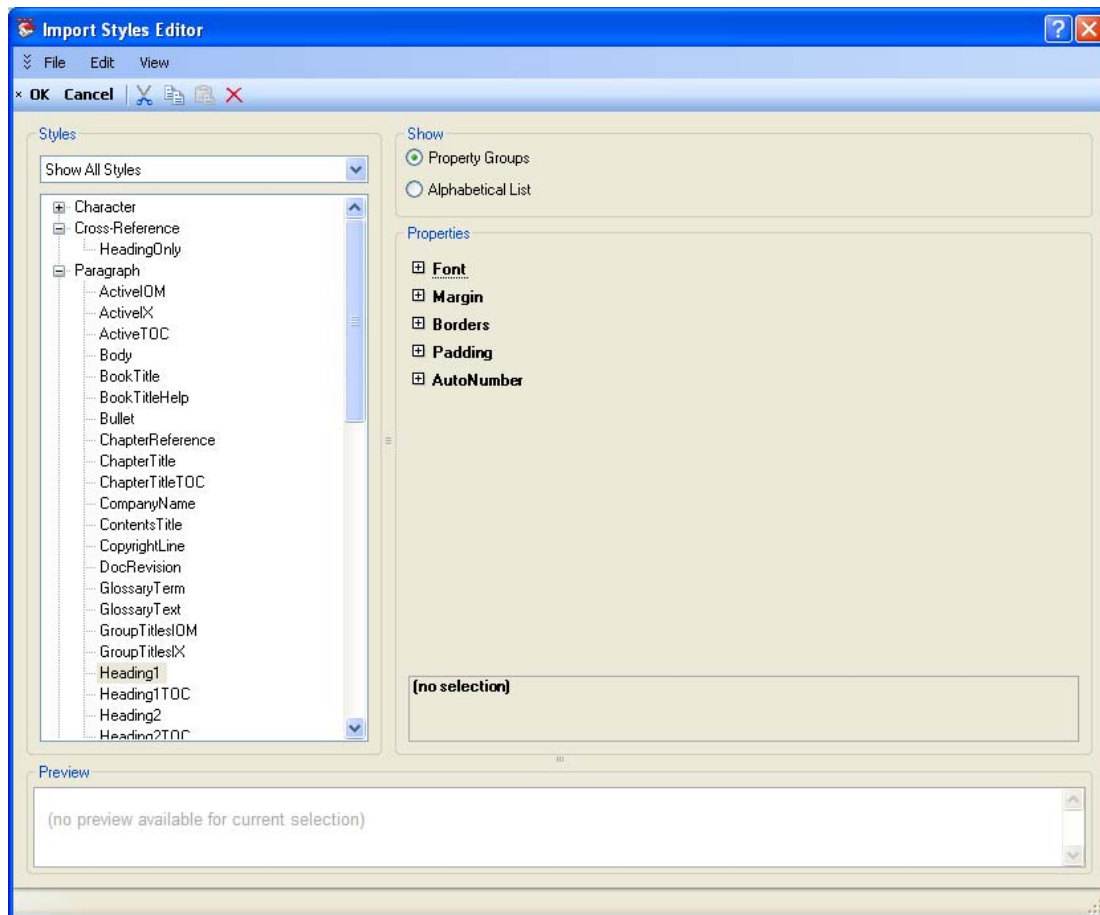 Import Styles Editor
File Edit View
OK Cancel
Styles
Show All Styles
Character
Cross-Reference
HeadingOnly
Paragraph
ActiveIOM
ActiveIX
ActiveTOC
Body
BookTitle
BookTitleHelp
Bullet
ChapterReference
ChapterTitle
ChapterTitleTOC
CompanyName
ContentsTitle
CopyrightLine
DocRevision
GlossaryTerm
GlossaryText
GroupTitlesIOM
GroupTitlesIX
Heading1
Heading1TOC
Heading2
Heading2TOC
Show
Property Groups
Alphabetical List
Properties
Font
Margin
Borders
Padding
AutoNumber
(no selection)
Preview
(no preview available for current selection)